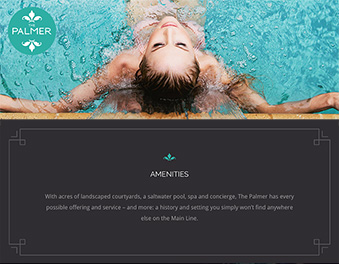 THE
PALMER
AMENITIES
With acres of landscaped courtyards, a saltwater pool, spa and concierge, The Palmer has every
possible offering and service – and more: a history and setting you simply won't find anywhere
else on the Main Line.